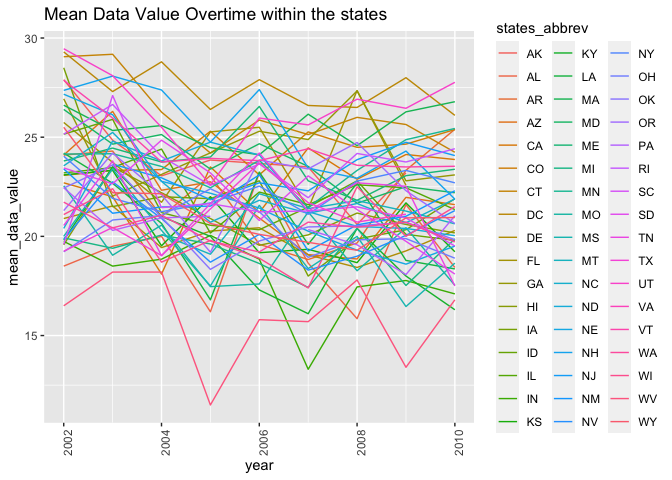 Mean Data Value Overtime within the states
mean_data_value
30
25
20
15
2002
2004
2006
2008
2010
year
states_abbrev
AK
AL
AR
AZ
CA
CO
CT
DC
DE
FL
GA
HI
IA
ID
IL
IN
KS
KY
LA
MA
MD
ME
MI
MN
MO
MS
MT
NC
ND
NE
NH
NJ
NM
NV
NY
OH
OK
OR
PA
RI
SC
SD
TN
TX
UT
VA
VT
WA
WI
WV
WY